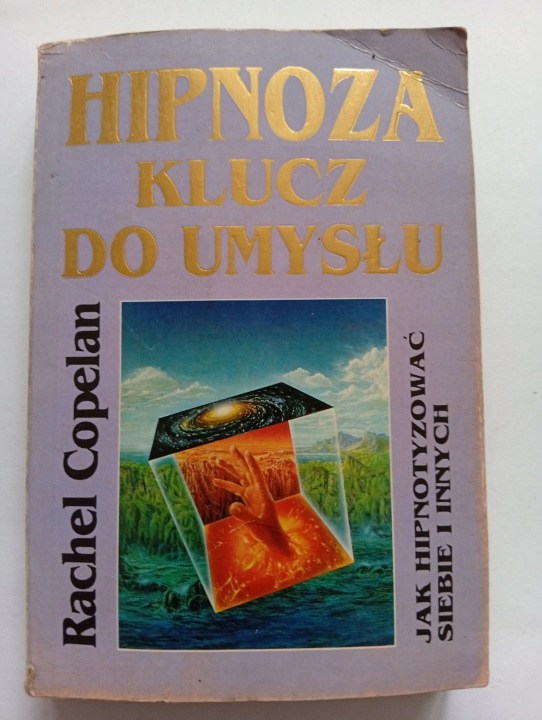 HIPNOZA
KLUCZ
DO UMYSŁU
Rachel Copelan
JAK HIPNOTYZOWAĆ
SIEBIE I INNYCH